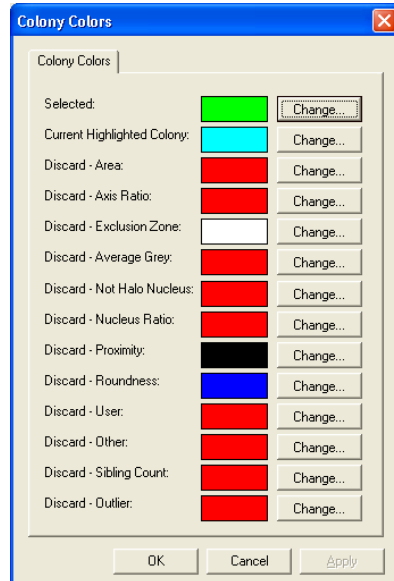 Colony Colors
Colony Colors
Selected: Change...
Current Highlighted Colony: Change...
Discard - Area: Change...
Discard - Axis Ratio: Change...
Discard - Exclusion Zone: Change...
Discard - Average Grey: Change...
Discard - Not Halo Nucleus: Change...
Discard - Nucleus Ratio: Change...
Discard - Proximity: Change...
Discard - Roundness: Change...
Discard - User: Change...
Discard - Other: Change...
Discard - Sibling Count: Change...
Discard - Outlier: Change...
OK Cancel Apply